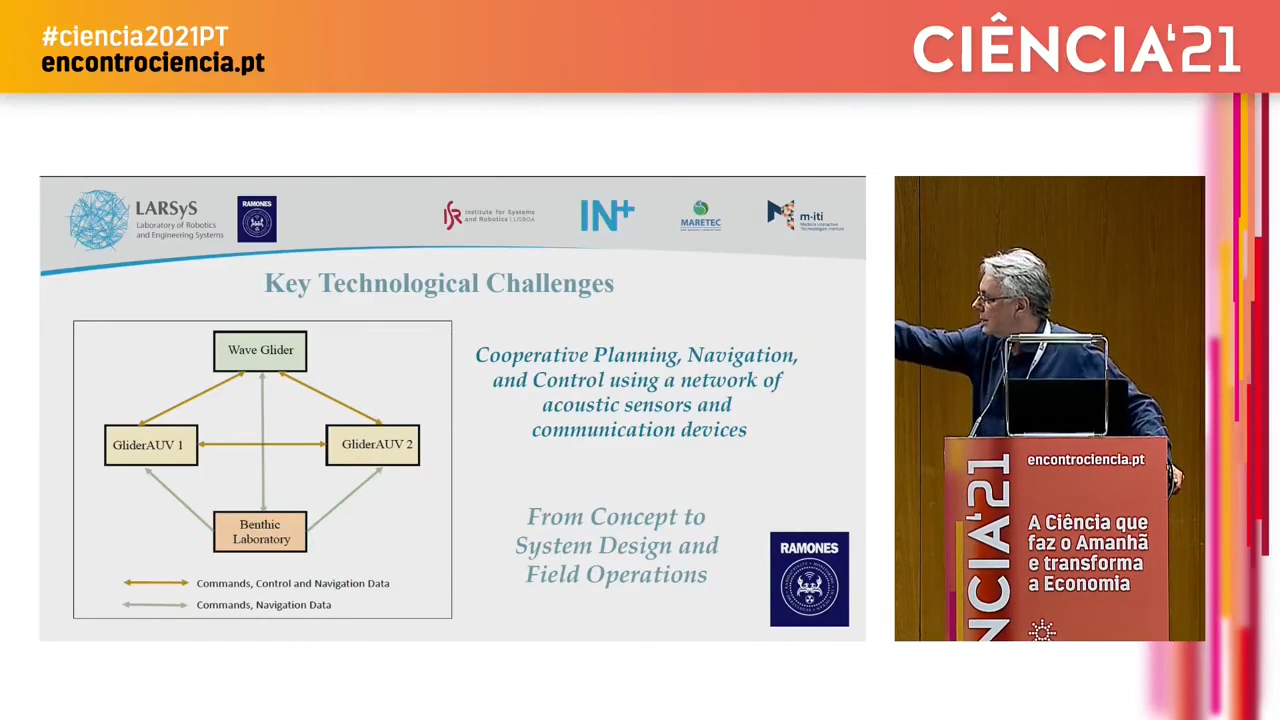 #ciencia2021PT
encontrociencia.pt
CIÊNCIA'21
LARSyS
Laboratory of Robotics
and Engineering Systems
RAMONES
ISR
Institute for Systems
and Robotics | LISBOA
IN+
MARETEC
m-iti
Madeira Interactive
Technologies Institute
Key Technological Challenges
Wave Glider
GliderAUV 1
GliderAUV 2
Benthic
Laboratory
Commands, Control and Navigation Data
Commands, Navigation Data
Cooperative Planning, Navigation,
and Control using a network of
acoustic sensors and
communication devices
From Concept to
System Design and
Field Operations
RAMONES
encontrociencia.pt
NCIA'21
A Ciência que
faz o Amanhã
e transforma
a Economia